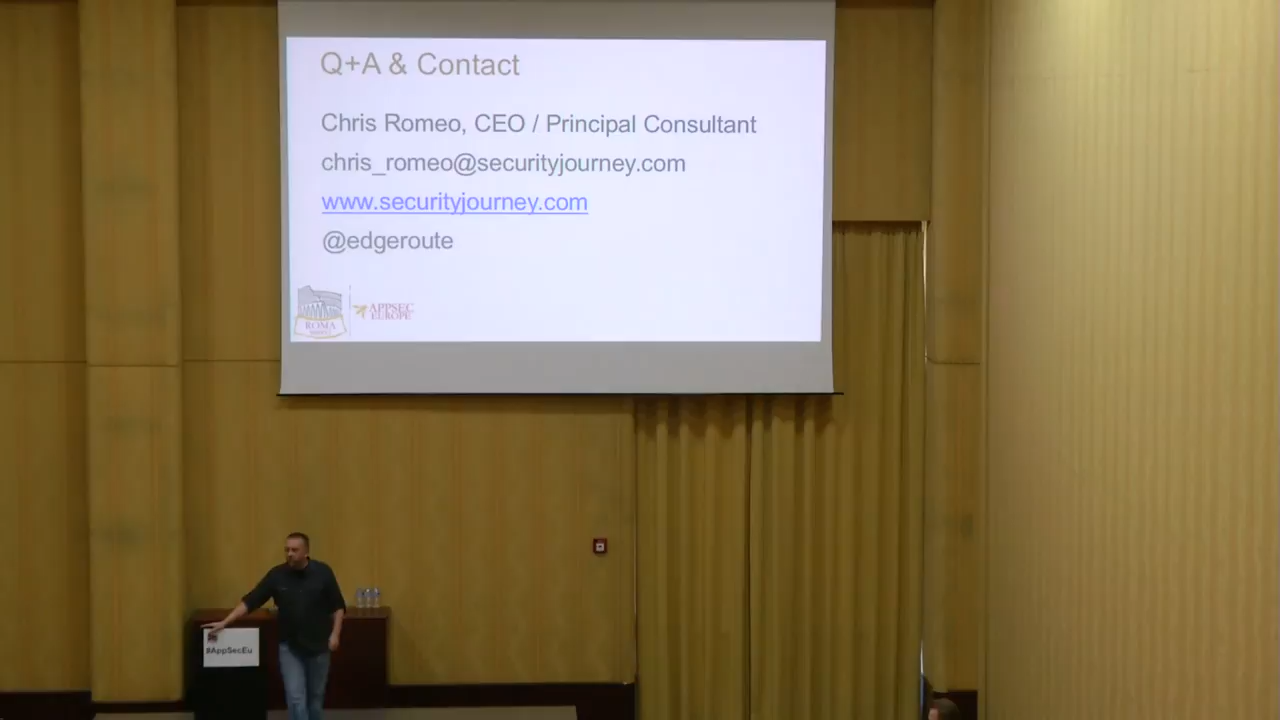 Q+A & Contact
Chris Romeo, CEO / Principal Consultant
chris_romeo@securityjourney.com
www.securityjourney.com
@edgeroute
ROMA
APPSEC
EUROPE
#AppSecEu